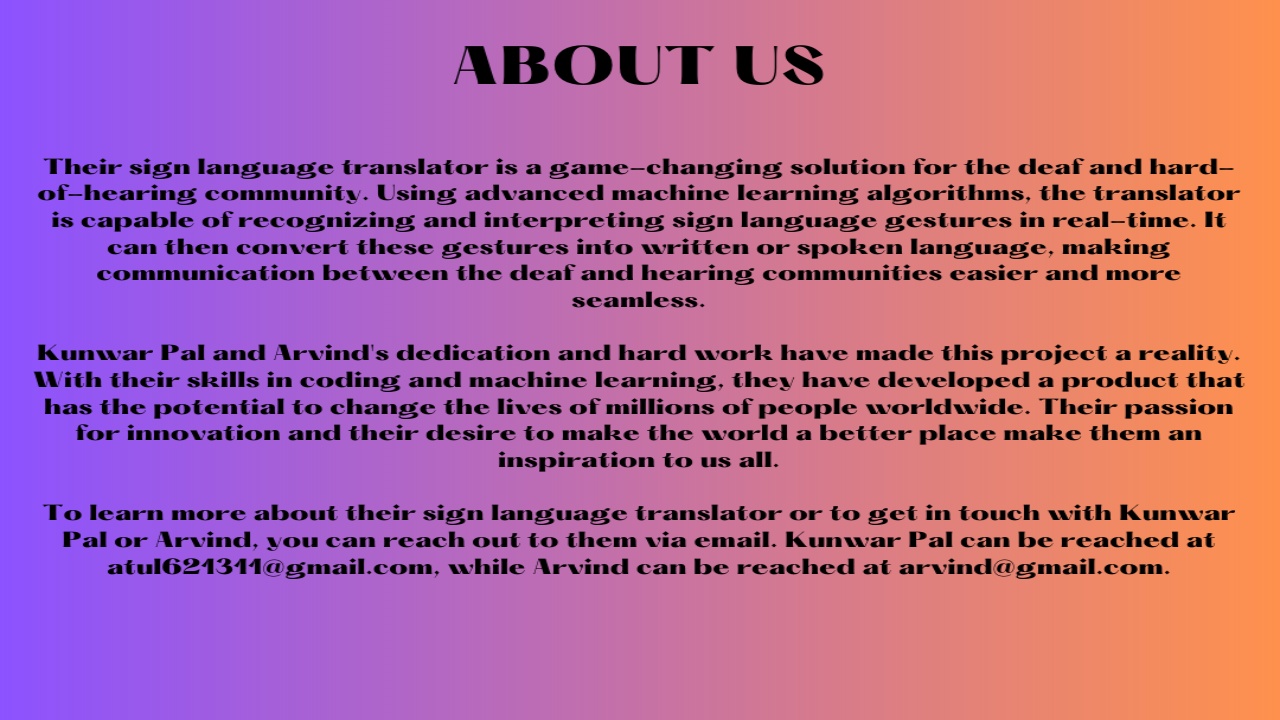 ABOUT US
Their sign language translator is a game-changing solution for the deaf and hard-
of-hearing community. Using advanced machine learning algorithms, the translator
is capable of recognizing and interpreting sign language gestures in real-time. It
can then convert these gestures into written or spoken language, making
communication between the deaf and hearing communities easier and more
seamless.
Kunwar Pal and Arvind's dedication and hard work have made this project a reality.
With their skills in coding and machine learning, they have developed a product that
has the potential to change the lives of millions of people worldwide. Their passion
for innovation and their desire to make the world a better place make them an
inspiration to us all.
To learn more about their sign language translator or to get in touch with Kunwar
Pal or Arvind, you can reach out to them via email. Kunwar Pal can be reached at
atul621311@gmail.com, while Arvind can be reached at arvind@gmail.com.